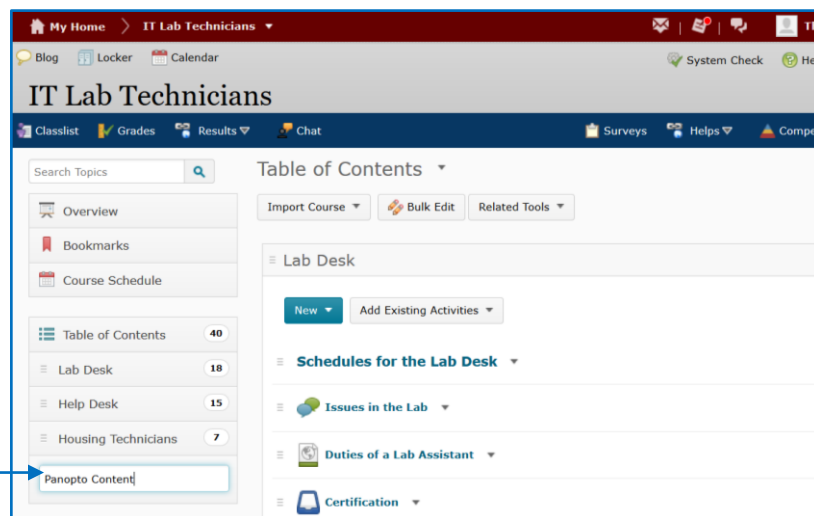 My Home > IT Lab Technicians
Blog Locker Calendar System Check
IT Lab Technicians
Classlist Grades Results Chat Surveys Helps
Search Topics
Table of Contents
Import Course Bulk Edit Related Tools
Overview
Bookmarks
Course Schedule
Lab Desk
New Add Existing Activities
Table of Contents 40
Lab Desk 18
Help Desk 15
Housing Technicians 7
Panopto Content
Schedules for the Lab Desk
Issues in the Lab
Duties of a Lab Assistant
Certification